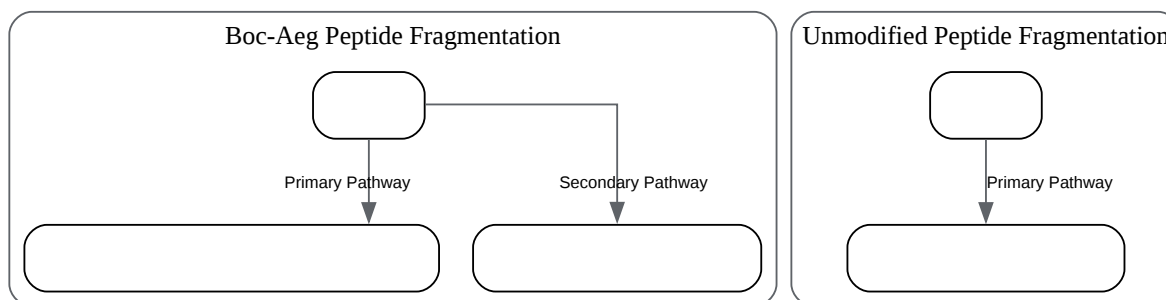 Boc-Aeg Peptide Fragmentation
Unmodified Peptide Fragmentation
Primary Pathway
Secondary Pathway
Primary Pathway